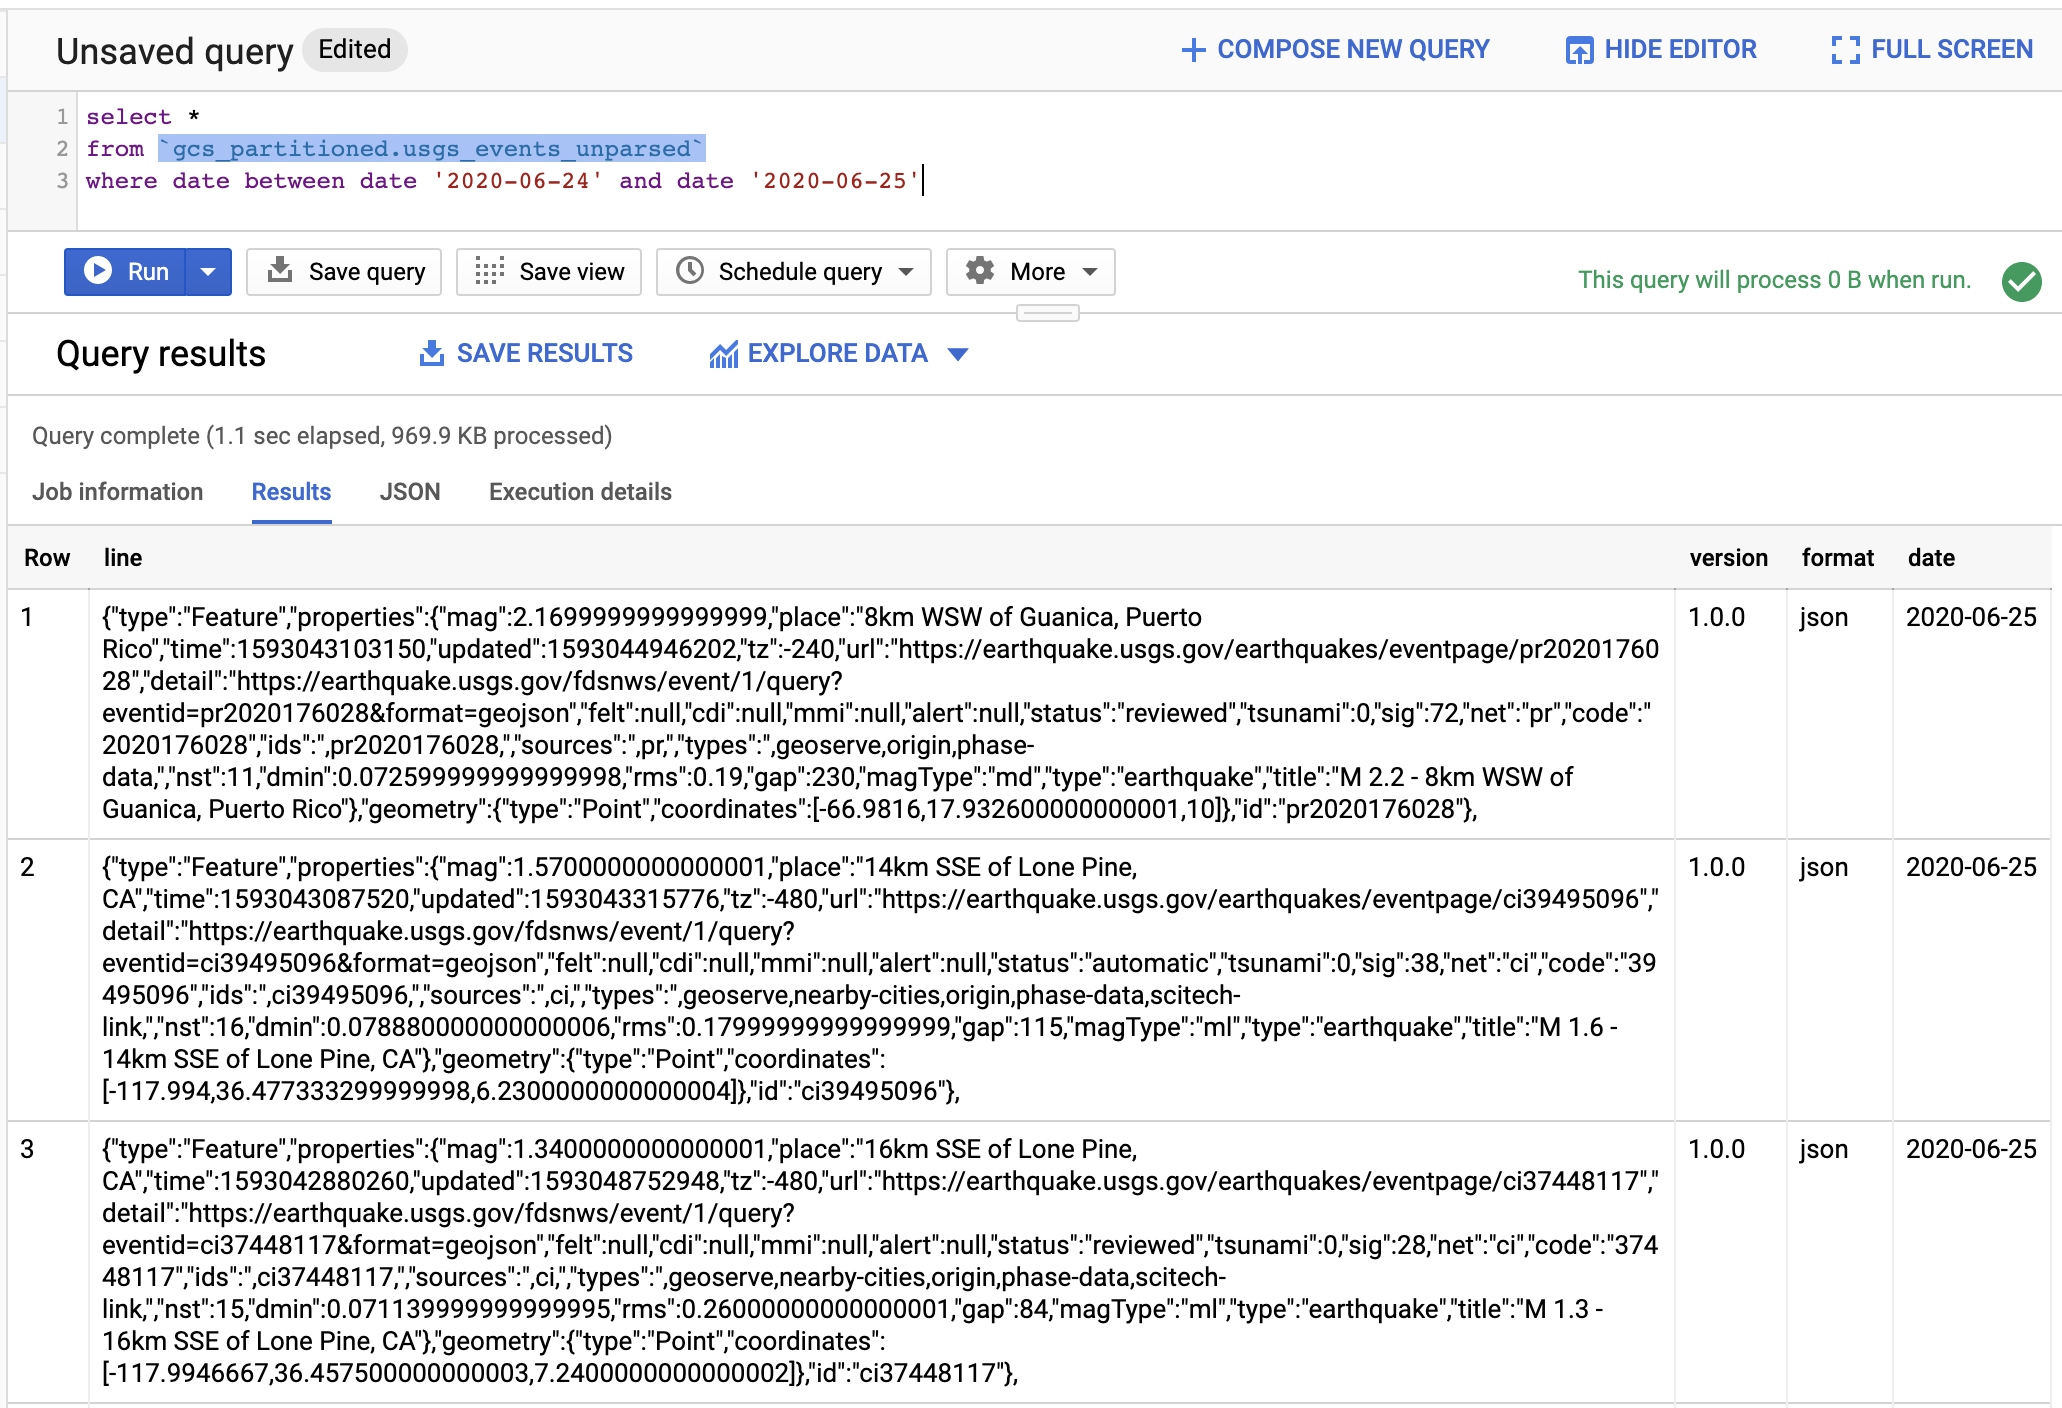 Unsaved query Edited COMPOSE NEW QUERY HIDE EDITOR FULL SCREEN
1 select *
2 from `gcs_partitioned.usgs_events_unparsed`
3 where date between date '2020-06-24' and date '2020-06-25'
Run Save query Save view Schedule query More This query will process 0 B when run.
Query results SAVE RESULTS EXPLORE DATA
Query complete (1.1 sec elapsed, 969.9 KB processed)
Job information Results JSON Execution details
Row line version format date
1 {"type":"Feature","properties":{"mag":2.1699999999999999,"place":"8km WSW of Guanica, Puerto 1.0.0 json 2020-06-25
Rico","time":1593043103150,"updated":1593044946202,"tz":-240,"url":"https://earthquake.usgs.gov/earthquakes/eventpage/pr20201760
28","detail":"https://earthquake.usgs.gov/fdsnws/event/1/query?
eventid=pr2020176028&format=geojson","felt":null,"cdi":null,"mmi":null,"alert":null,"status":"reviewed","tsunami":0,"sig":72,"net":"pr","code":"
2020176028","ids":",pr2020176028,","sources":",pr,","types":",geoserve,origin,phase-
data,","nst":11,"dmin":0.072599999999999998,"rms":0.19,"gap":230,"magType":"md","type":"earthquake","title":"M 2.2 - 8km WSW of
Guanica, Puerto Rico"},"geometry":{"type":"Point","coordinates":[-66.9816,17.932600000000001,10]},"id":"pr2020176028"},
2 {"type":"Feature","properties":{"mag":1.5700000000000001,"place":"14km SSE of Lone Pine, 1.0.0 json 2020-06-25
CA","time":1593043087520,"updated":1593043315776,"tz":-480,"url":"https://earthquake.usgs.gov/earthquakes/eventpage/ci39495096","
detail":"https://earthquake.usgs.gov/fdsnws/event/1/query?
eventid=ci39495096&format=geojson","felt":null,"cdi":null,"mmi":null,"alert":null,"status":"automatic","tsunami":0,"sig":38,"net":"ci","code":"39
495096","ids":",ci39495096,","sources":",ci,","types":",geoserve,nearby-cities,origin,phase-data,scitech-
link,","nst":16,"dmin":0.078880000000000006,"rms":0.17999999999999999,"gap":115,"magType":"ml","type":"earthquake","title":"M 1.6 -
14km SSE of Lone Pine, CA"},"geometry":{"type":"Point","coordinates":
[-117.994,36.477333299999998,6.2300000000000004]},"id":"ci39495096"},
3 {"type":"Feature","properties":{"mag":1.3400000000000001,"place":"16km SSE of Lone Pine, 1.0.0 json 2020-06-25
CA","time":1593042880260,"updated":1593048752948,"tz":-480,"url":"https://earthquake.usgs.gov/earthquakes/eventpage/ci37448117","
detail":"https://earthquake.usgs.gov/fdsnws/event/1/query?
eventid=ci37448117&format=geojson","felt":null,"cdi":null,"mmi":null,"alert":null,"status":"reviewed","tsunami":0,"sig":28,"net":"ci","code":"374
48117","ids":",ci37448117,","sources":",ci,","types":",geoserve,nearby-cities,origin,phase-data,scitech-
link,","nst":15,"dmin":0.071139999999999995,"rms":0.26000000000000001,"gap":84,"magType":"ml","type":"earthquake","title":"M 1.3 -
16km SSE of Lone Pine, CA"},"geometry":{"type":"Point","coordinates":
[-117.9946667,36.457500000000003,7.2400000000000002]},"id":"ci37448117"},